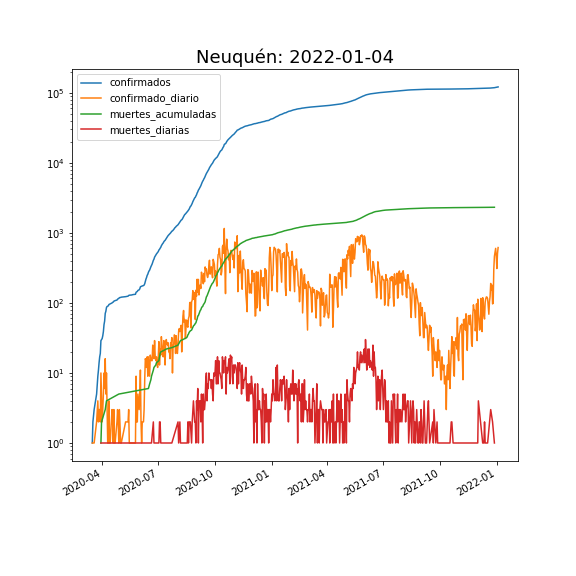 Neuquén: 2022-01-04
confirmados
confirmado_diario
muertes_acumuladas
muertes_diarias
10⁵
10⁴
10³
10²
10¹
10⁰
2020-04 2020-07 2020-10 2021-01 2021-04 2021-07 2021-10 2022-01